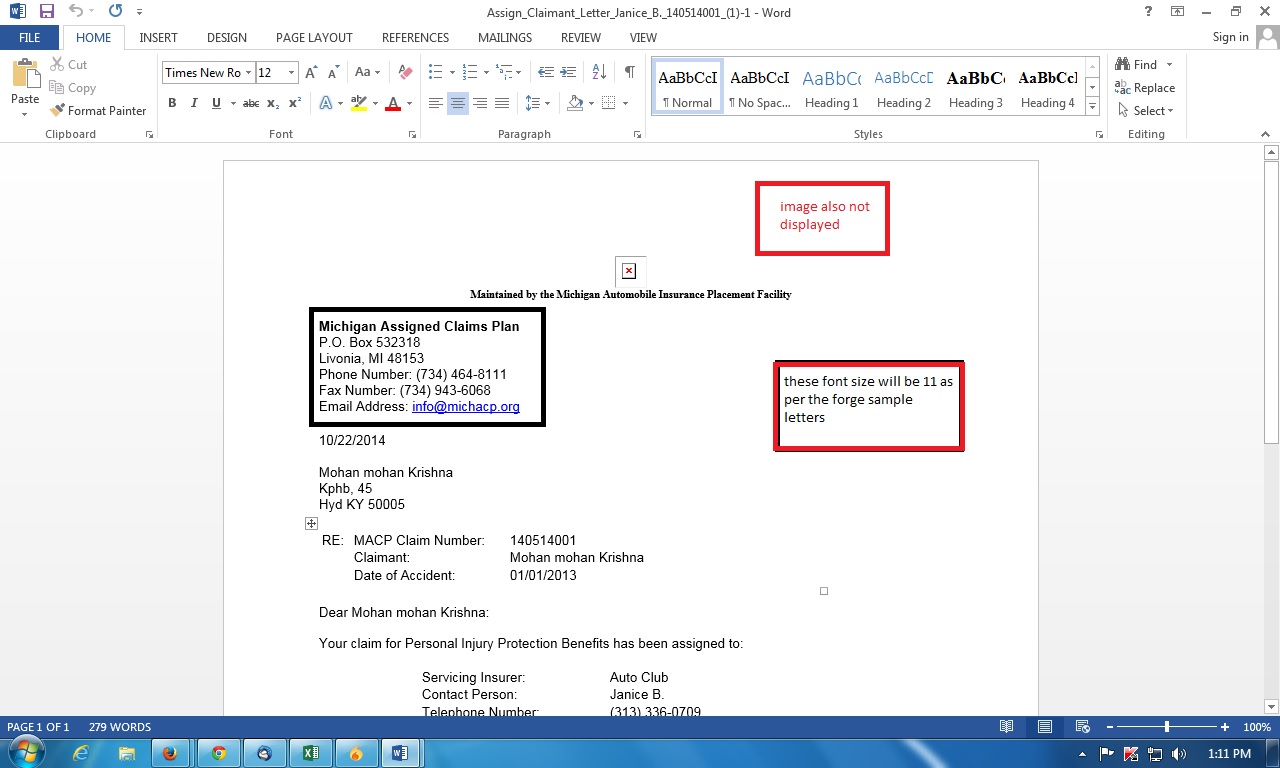 Assign_Claimant_Letter_Janice_B._140514001_(1)-1 - Word
?
FILE HOME INSERT DESIGN PAGE LAYOUT REFERENCES MAILINGS REVIEW VIEW Sign in
Paste
Cut
Copy
Format Painter
Clipboard
Times New Ro 12
Aa
B I U abc x₂ x²
Font
Paragraph
AaBbCcI AaBbCcI AaBbCc AaBbCcD AaBbCc AaBbCcI
¶ Normal ¶ No Spac... Heading 1 Heading 2 Heading 3 Heading 4
Styles
Find
Replace
Select
Editing
image also not
displayed
Maintained by the Michigan Automobile Insurance Placement Facility
Michigan Assigned Claims Plan
P.O. Box 532318
Livonia, MI 48153
Phone Number: (734) 464-8111
Fax Number: (734) 943-6068
Email Address: info@michacp.org
these font size will be 11 as
per the forge sample
letters
10/22/2014
Mohan mohan Krishna
Kphb, 45
Hyd KY 50005
RE: MACP Claim Number: 140514001
Claimant: Mohan mohan Krishna
Date of Accident: 01/01/2013
Dear Mohan mohan Krishna:
Your claim for Personal Injury Protection Benefits has been assigned to:
Servicing Insurer: Auto Club
Contact Person: Janice B.
Telephone Number: (313) 336-0709
PAGE 1 OF 1 279 WORDS 100%
1:11 PM